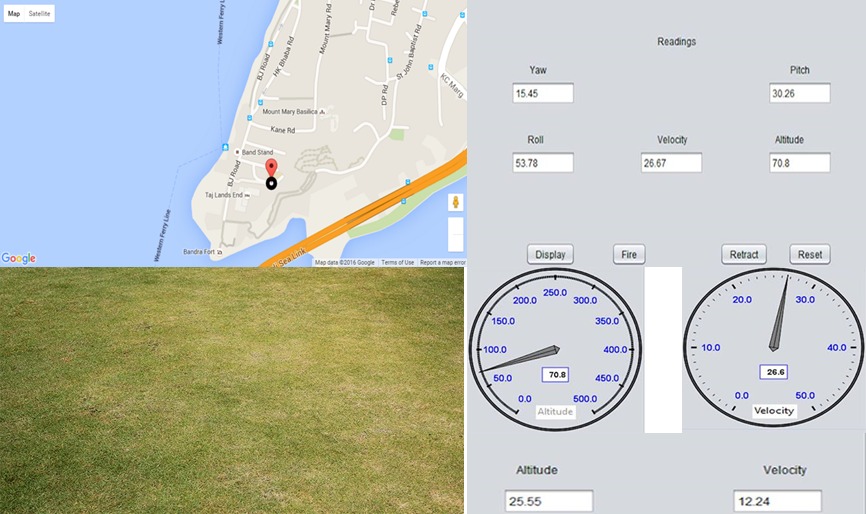 Map Satellite
Western Ferry Line
BJ Road
HK Bhaba Rd
Mount Mary Rd
Dr
Rebe
St John Baptist Rd
KC Marg
DP Rd
Mount Mary Basilica
Kane Rd
Band Stand
BJ Road
Taj Lands End
Western Ferry Line
Bandra Fort
Sea Link
Google
Map data ©2016 Google Terms of Use Report a map error
Readings
Yaw Pitch
15.45 30.26
Roll Velocity Altitude
53.78 26.67 70.8
Display Fire Retract Reset
250.0
200.0 300.0
150.0 350.0
100.0 400.0
50.0 450.0
70.8
0.0 500.0
Altitude
20.0 30.0
10.0 40.0
26.6
0.0 50.0
Velocity
Altitude Velocity
25.55 12.24